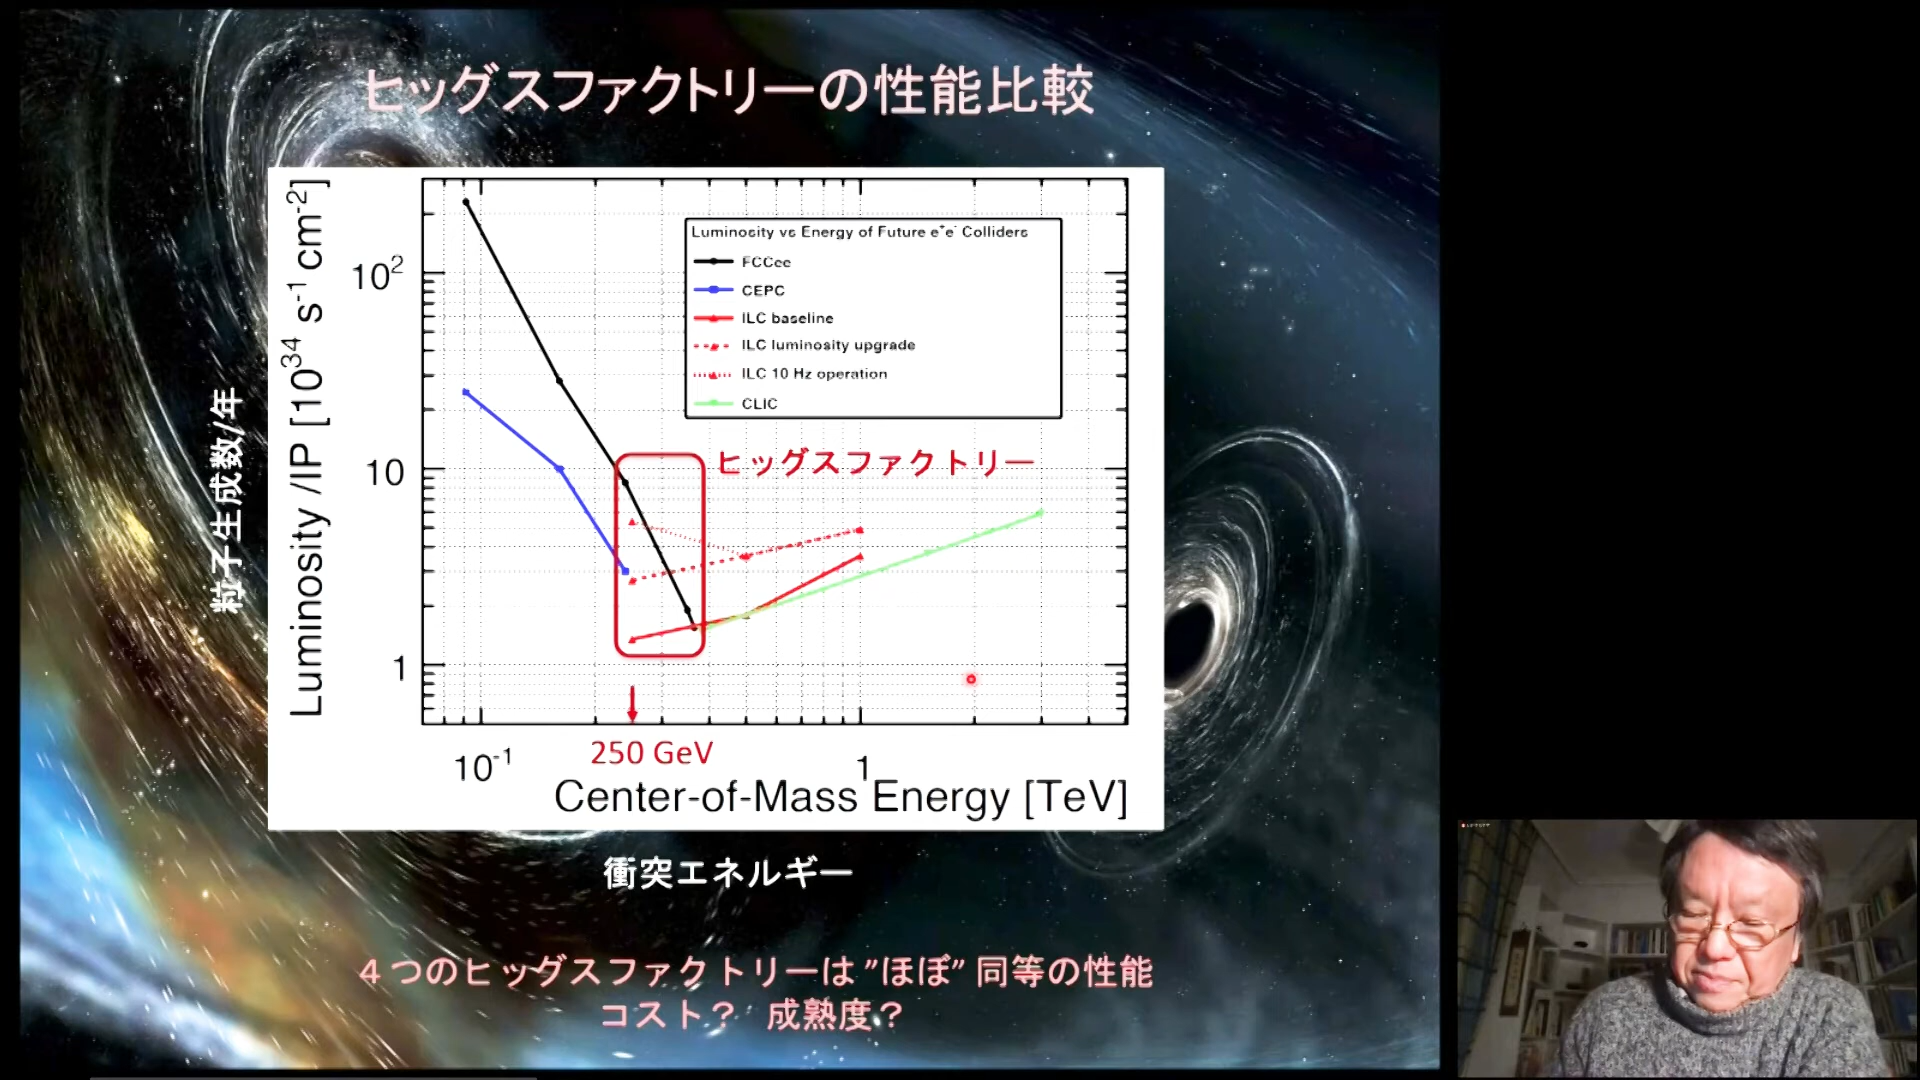 ヒッグスファクトリーの性能比較
Luminosity /IP [10³⁴ s⁻¹ cm⁻²]
粒子生成数/年
10²
10
1
Luminosity vs Energy of Future e⁺e⁻ Colliders
FCCee
CEPC
ILC baseline
ILC luminosity upgrade
ILC 10 Hz operation
CLIC
ヒッグスファクトリー
250 GeV
10⁻¹
1
Center-of-Mass Energy [TeV]
衝突エネルギー
4つのヒッグスファクトリーは ”ほぼ” 同等の性能
コスト？ 成熟度？